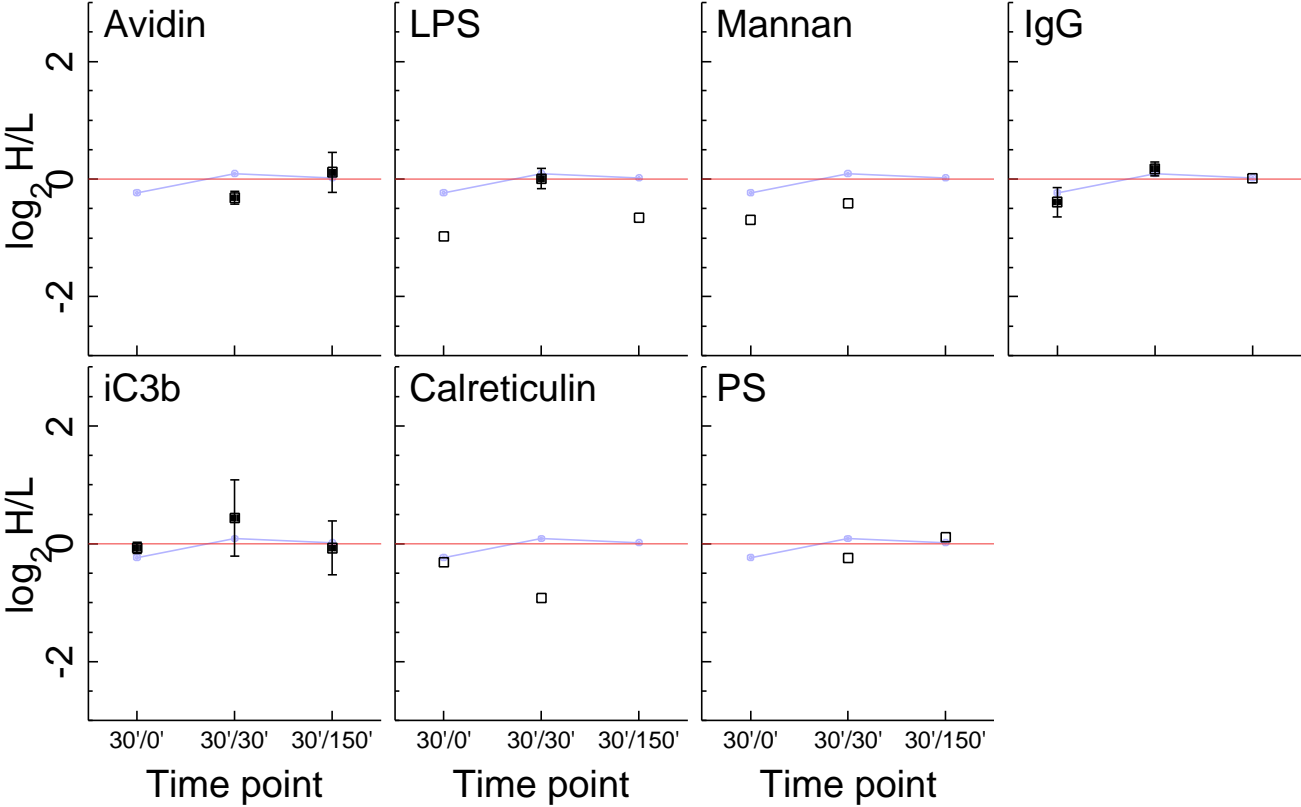 Avidin LPS Mannan IgG
2
0
-2
log2 H/L
iC3b Calreticulin PS
2
0
-2
log2 H/L
30'/0' 30'/30' 30'/150' 30'/0' 30'/30' 30'/150' 30'/0' 30'/30' 30'/150'
Time point Time point Time point